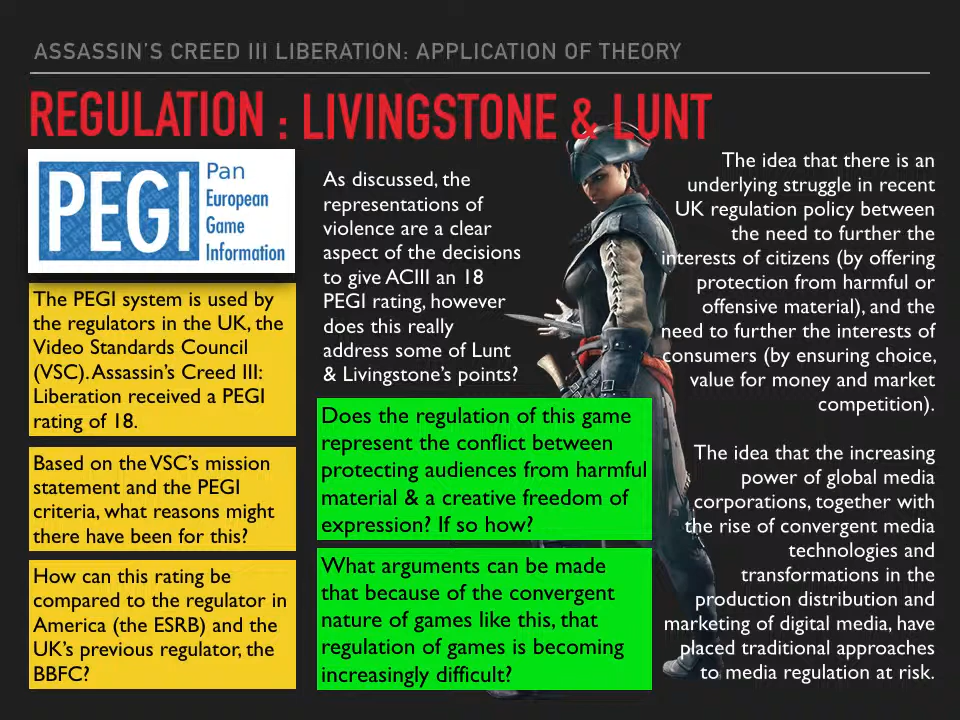 ASSASSIN'S CREED III LIBERATION: APPLICATION OF THEORY
REGULATION : LIVINGSTONE & LUNT
PEGI
Pan
European
Game
Information
The PEGI system is used by
the regulators in the UK, the
Video Standards Council
(VSC). Assassin's Creed III:
Liberation received a PEGI
rating of 18.
Based on the VSC's mission
statement and the PEGI
criteria, what reasons might
there have been for this?
How can this rating be
compared to the regulator in
America (the ESRB) and the
UK's previous regulator, the
BBFC?
As discussed, the
representations of
violence are a clear
aspect of the decisions
to give ACIII an 18
PEGI rating, however
does this really
address some of Lunt
& Livingstone's points?
Does the regulation of this game
represent the conflict between
protecting audiences from harmful
material & a creative freedom of
expression? If so how?
What arguments can be made
that because of the convergent
nature of games like this, that
regulation of games is becoming
increasingly difficult?
The idea that there is an
underlying struggle in recent
UK regulation policy between
the need to further the
interests of citizens (by offering
protection from harmful or
offensive material), and the
need to further the interests of
consumers (by ensuring choice,
value for money and market
competition).
The idea that the increasing
power of global media
corporations, together with
the rise of convergent media
technologies and
transformations in the
production distribution and
marketing of digital media, have
placed traditional approaches
to media regulation at risk.